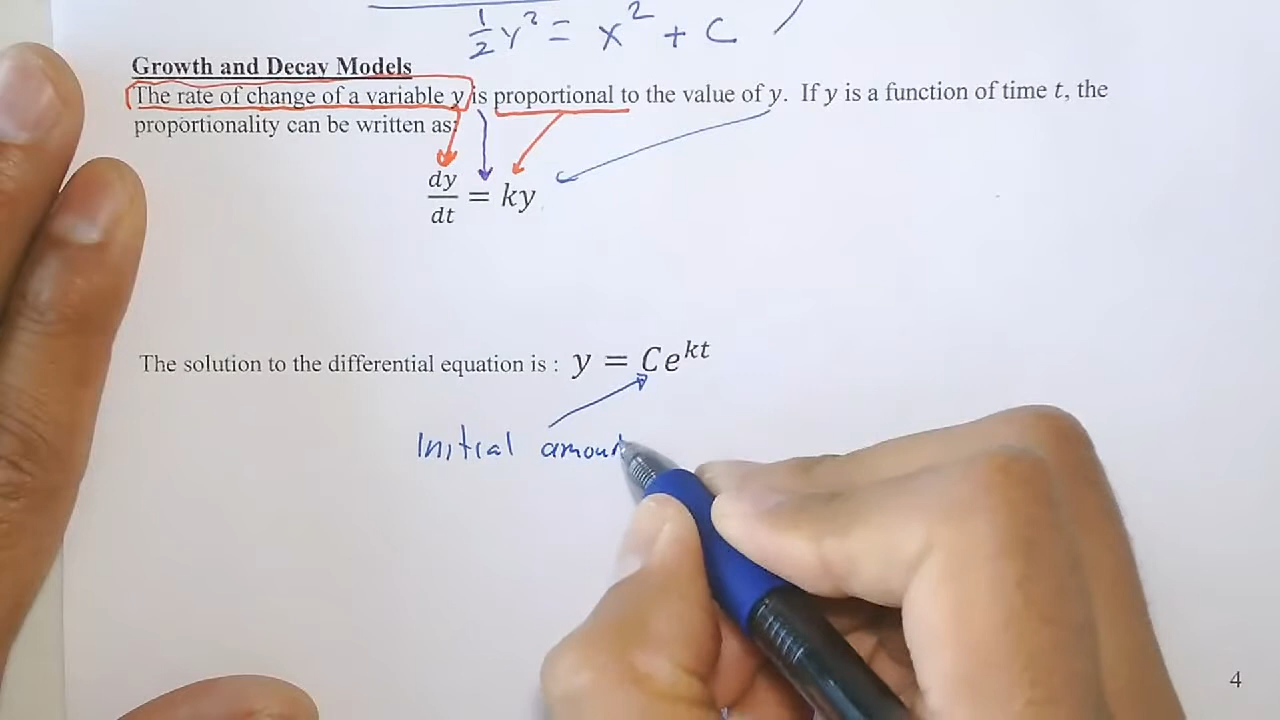 ½y² = x² + C
Growth and Decay Models
The rate of change of a variable y is proportional to the value of y. If y is a function of time t, the
proportionality can be written as:
dy/dt = ky
The solution to the differential equation is : y = Ce^{kt}
Initial amoun
4